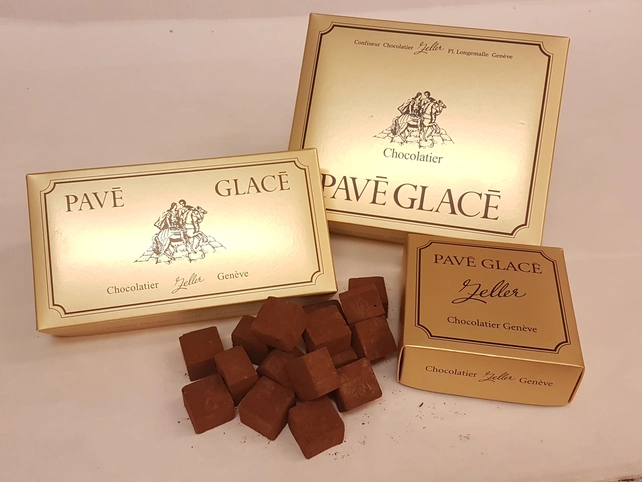 Confiseur Chocolatier Zeller Pl. Longemalle Genève
Chocolatier
PAVĒ GLACĒ
PAVĒ GLACĒ
Chocolatier Zeller Genève
PAVĒ GLACĒ
Zeller
Chocolatier Genève
Chocolatier Zeller Genève